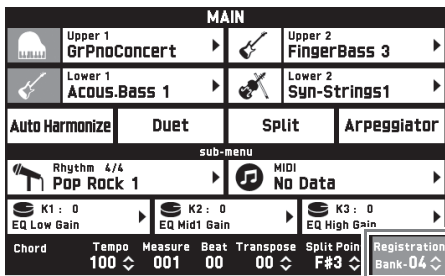 MAIN
Upper 1
GrPnoConcert
Upper 2
FingerBass 3
Lower 1
Acous.Bass 1
Lower 2
Syn-Strings1
Auto Harmonize Duet Split Arpeggiator
sub-menu
Rhythm 4/4
Pop Rock 1
MIDI
No Data
K1: 0
EQ Low Gain
K2: 0
EQ Mid1 Gain
K3: 0
EQ High Gain
Chord Tempo Measure Beat Transpose Split Poin Registration
100 001 00 00 F#3 Bank-04